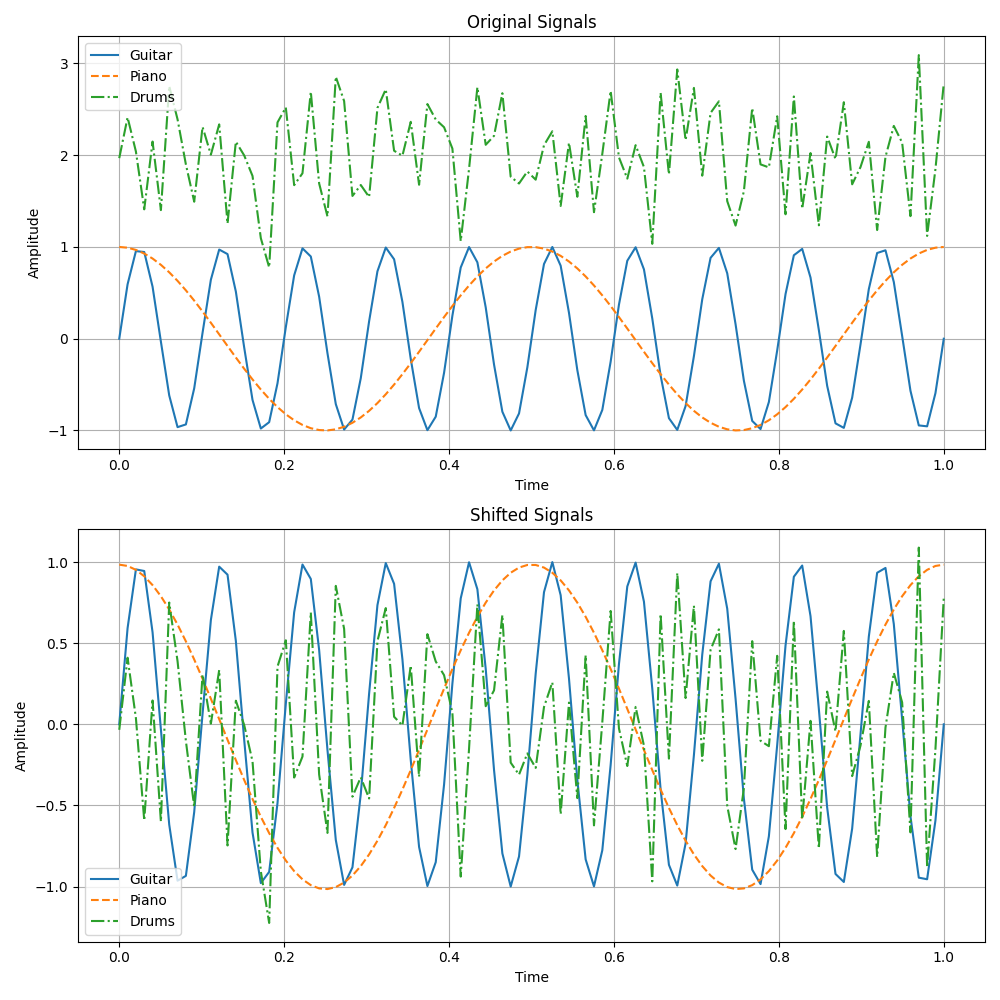 Original Signals
Guitar
Piano
Drums
Amplitude
3
2
1
0
−1
0.0 0.2 0.4 0.6 0.8 1.0
Time
Shifted Signals
Amplitude
1.0
0.5
0.0
−0.5
−1.0
Guitar
Piano
Drums
0.0 0.2 0.4 0.6 0.8 1.0
Time